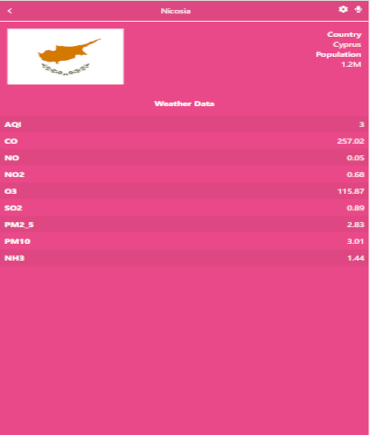 Nicosia
Country
Cyprus
Population
1.2M
Weather Data
AQI 3
CO 257.02
NO 0.05
NO2 0.68
O3 115.87
SO2 0.89
PM2_5 2.83
PM10 3.01
NH3 1.44